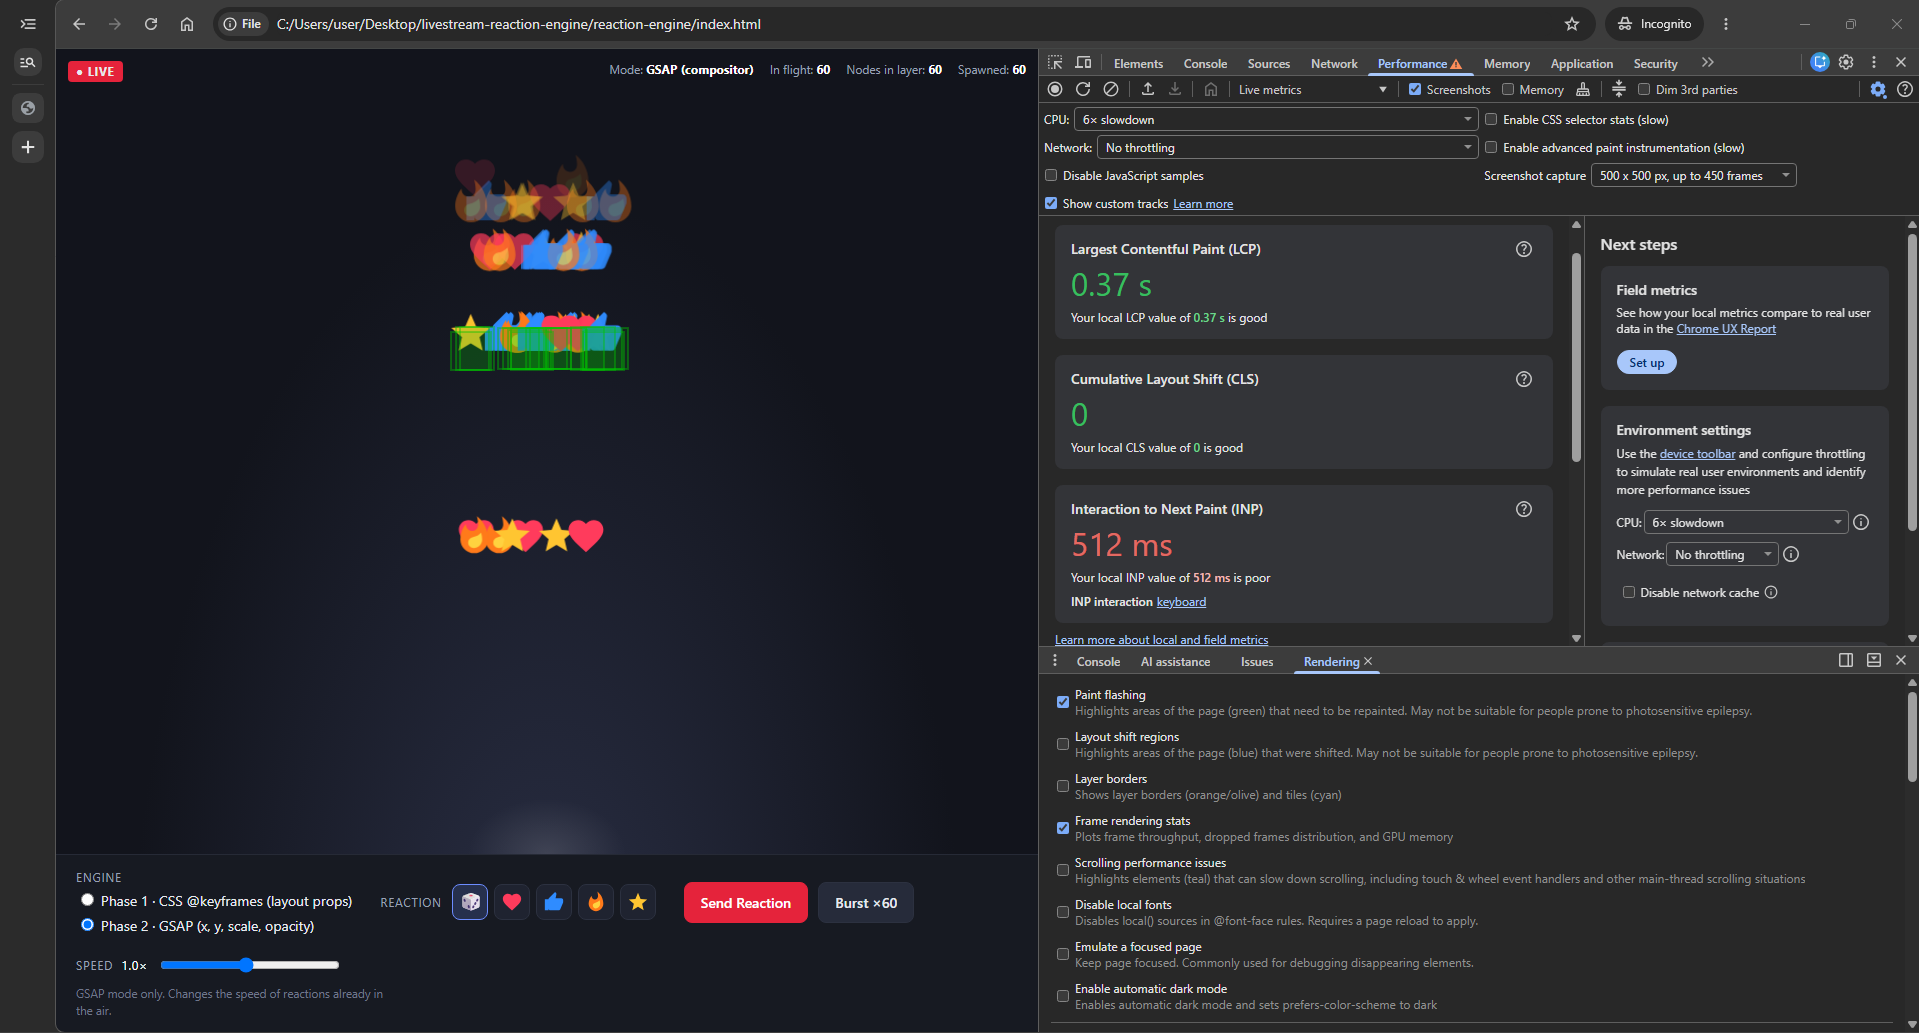 File
C:/Users/user/Desktop/livestream-reaction-engine/reaction-engine/index.html
Incognito
LIVE
Mode: GSAP (compositor) In flight: 60 Nodes in layer: 60 Spawned: 60
ENGINE
Phase 1 · CSS @keyframes (layout props)
Phase 2 · GSAP (x, y, scale, opacity)
REACTION
Send Reaction
Burst ×60
SPEED 1.0×
GSAP mode only. Changes the speed of reactions already in
the air.
Elements Console Sources Network Performance Memory Application Security
Live metrics Screenshots Memory Dim 3rd parties
CPU: 6× slowdown Enable CSS selector stats (slow)
Network: No throttling Enable advanced paint instrumentation (slow)
Disable JavaScript samples Screenshot capture 500 x 500 px, up to 450 frames
Show custom tracks Learn more
Largest Contentful Paint (LCP)
0.37 s
Your local LCP value of 0.37 s is good
Cumulative Layout Shift (CLS)
0
Your local CLS value of 0 is good
Interaction to Next Paint (INP)
512 ms
Your local INP value of 512 ms is poor
INP interaction keyboard
Learn more about local and field metrics
Next steps
Field metrics
See how your local metrics compare to real user
data in the Chrome UX Report
Set up
Environment settings
Use the device toolbar and configure throttling
to simulate real user environments and identify
more performance issues
CPU: 6× slowdown
Network: No throttling
Disable network cache
Console AI assistance Issues Rendering
Paint flashing
Highlights areas of the page (green) that need to be repainted. May not be suitable for people prone to photosensitive epilepsy.
Layout shift regions
Highlights areas of the page (blue) that were shifted. May not be suitable for people prone to photosensitive epilepsy.
Layer borders
Shows layer borders (orange/olive) and tiles (cyan)
Frame rendering stats
Plots frame throughput, dropped frames distribution, and GPU memory
Scrolling performance issues
Highlights elements (teal) that can slow down scrolling, including touch & wheel event handlers and other main-thread scrolling situations
Disable local fonts
Disables local() sources in @font-face rules. Requires a page reload to apply.
Emulate a focused page
Keep page focused. Commonly used for debugging disappearing elements.
Enable automatic dark mode
Enables automatic dark mode and sets prefers-color-scheme to dark